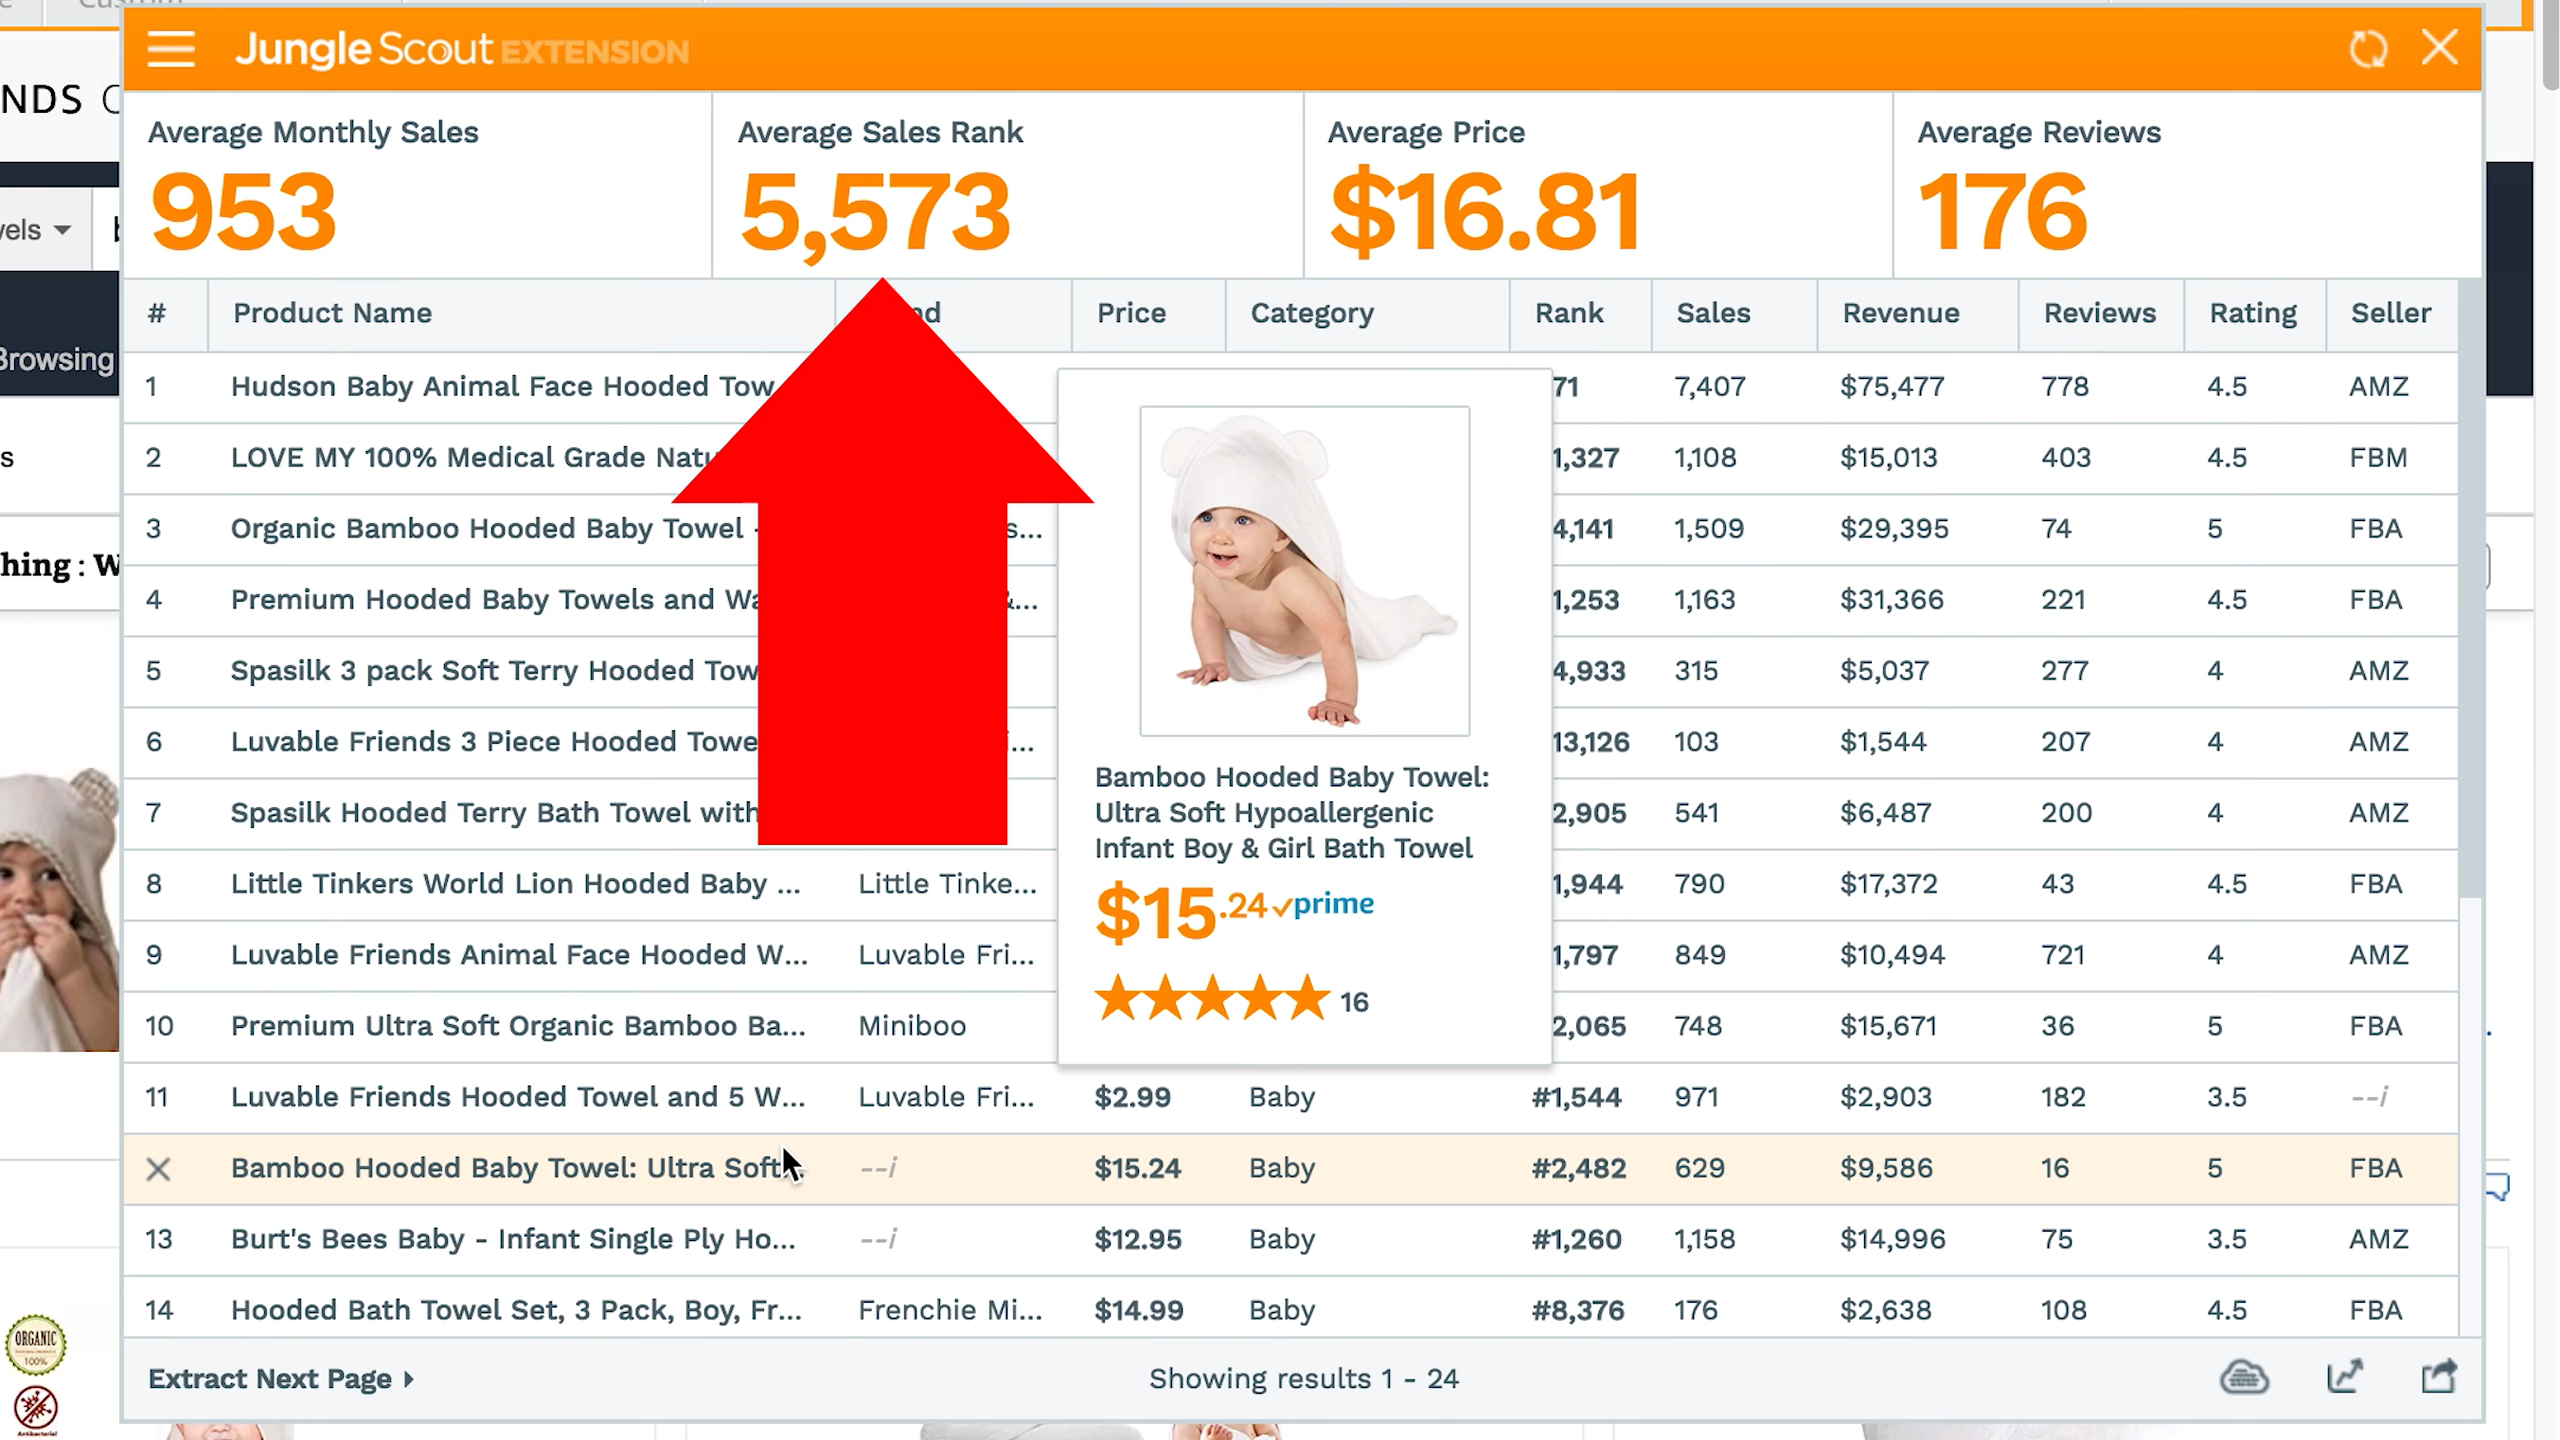 Jungle Scout EXTENSION
NDS
Average Monthly Sales
953
Average Sales Rank
5,573
Average Price
$16.81
Average Reviews
176
Browsing
s
hing : W
# Product Name Price Category Rank Sales Revenue Reviews Rating Seller
1 Hudson Baby Animal Face Hooded Tow 71 7,407 $75,477 778 4.5 AMZ
2 LOVE MY 100% Medical Grade Natu 1,327 1,108 $15,013 403 4.5 FBM
3 Organic Bamboo Hooded Baby Towel - s... 4,141 1,509 $29,395 74 5 FBA
4 Premium Hooded Baby Towels and Wa &... 1,253 1,163 $31,366 221 4.5 FBA
5 Spasilk 3 pack Soft Terry Hooded Tow 4,933 315 $5,037 277 4 AMZ
6 Luvable Friends 3 Piece Hooded Towe i... 13,126 103 $1,544 207 4 AMZ
7 Spasilk Hooded Terry Bath Towel with 2,905 541 $6,487 200 4 AMZ
8 Little Tinkers World Lion Hooded Baby ... Little Tinke... 1,944 790 $17,372 43 4.5 FBA
9 Luvable Friends Animal Face Hooded W... Luvable Fri... 1,797 849 $10,494 721 4 AMZ
10 Premium Ultra Soft Organic Bamboo Ba... Miniboo 2,065 748 $15,671 36 5 FBA
11 Luvable Friends Hooded Towel and 5 W... Luvable Fri... $2.99 Baby #1,544 971 $2,903 182 3.5 --i
Bamboo Hooded Baby Towel: Ultra Soft... --i $15.24 Baby #2,482 629 $9,586 16 5 FBA
13 Burt's Bees Baby - Infant Single Ply Ho... --i $12.95 Baby #1,260 1,158 $14,996 75 3.5 AMZ
14 Hooded Bath Towel Set, 3 Pack, Boy, Fr... Frenchie Mi... $14.99 Baby #8,376 176 $2,638 108 4.5 FBA
Bamboo Hooded Baby Towel:
Ultra Soft Hypoallergenic
Infant Boy & Girl Bath Towel
$15.24 prime
16
Extract Next Page
Showing results 1 - 24
ORGANIC
100%